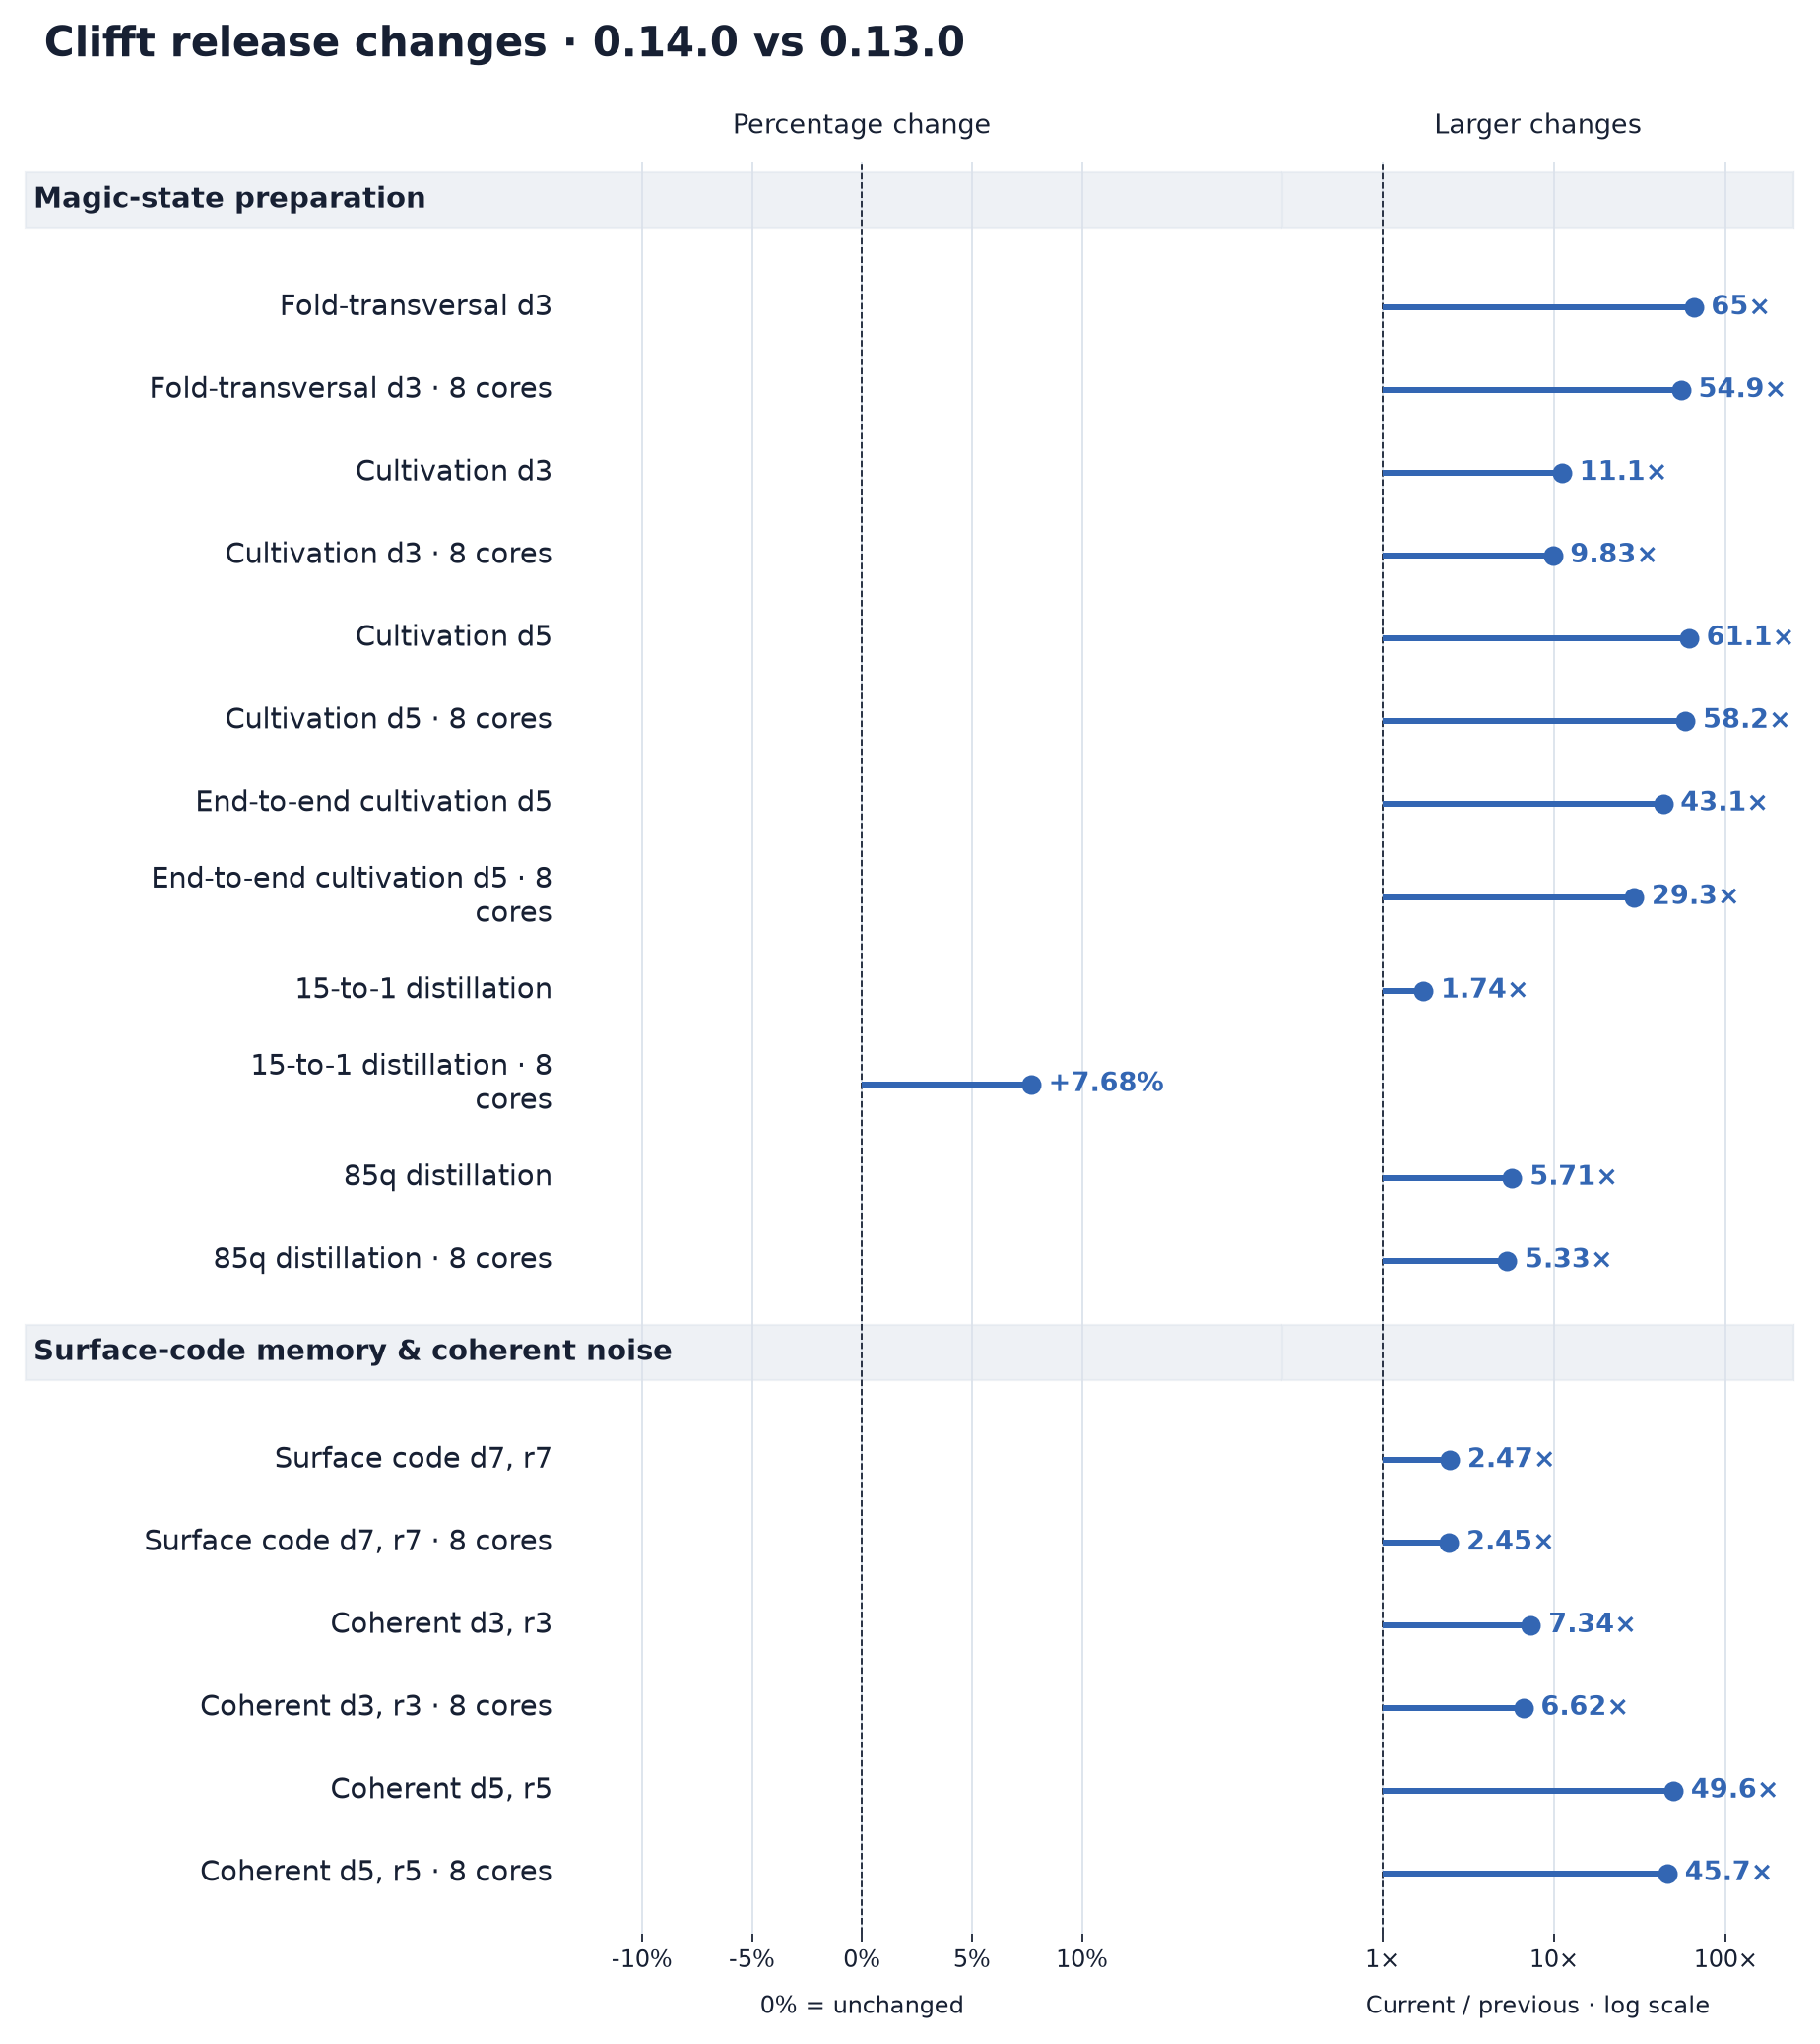 Clifft release changes · 0.14.0 vs 0.13.0
Percentage change
Larger changes
Magic-state preparation
Fold-transversal d3
65×
Fold-transversal d3 · 8 cores
54.9×
Cultivation d3
11.1×
Cultivation d3 · 8 cores
9.83×
Cultivation d5
61.1×
Cultivation d5 · 8 cores
58.2×
End-to-end cultivation d5
43.1×
End-to-end cultivation d5 · 8
cores
29.3×
15-to-1 distillation
1.74×
15-to-1 distillation · 8
cores
+7.68%
85q distillation
5.71×
85q distillation · 8 cores
5.33×
Surface-code memory & coherent noise
Surface code d7, r7
2.47×
Surface code d7, r7 · 8 cores
2.45×
Coherent d3, r3
7.34×
Coherent d3, r3 · 8 cores
6.62×
Coherent d5, r5
49.6×
Coherent d5, r5 · 8 cores
45.7×
-10% -5% 0% 5% 10%
1× 10× 100×
0% = unchanged
Current / previous · log scale